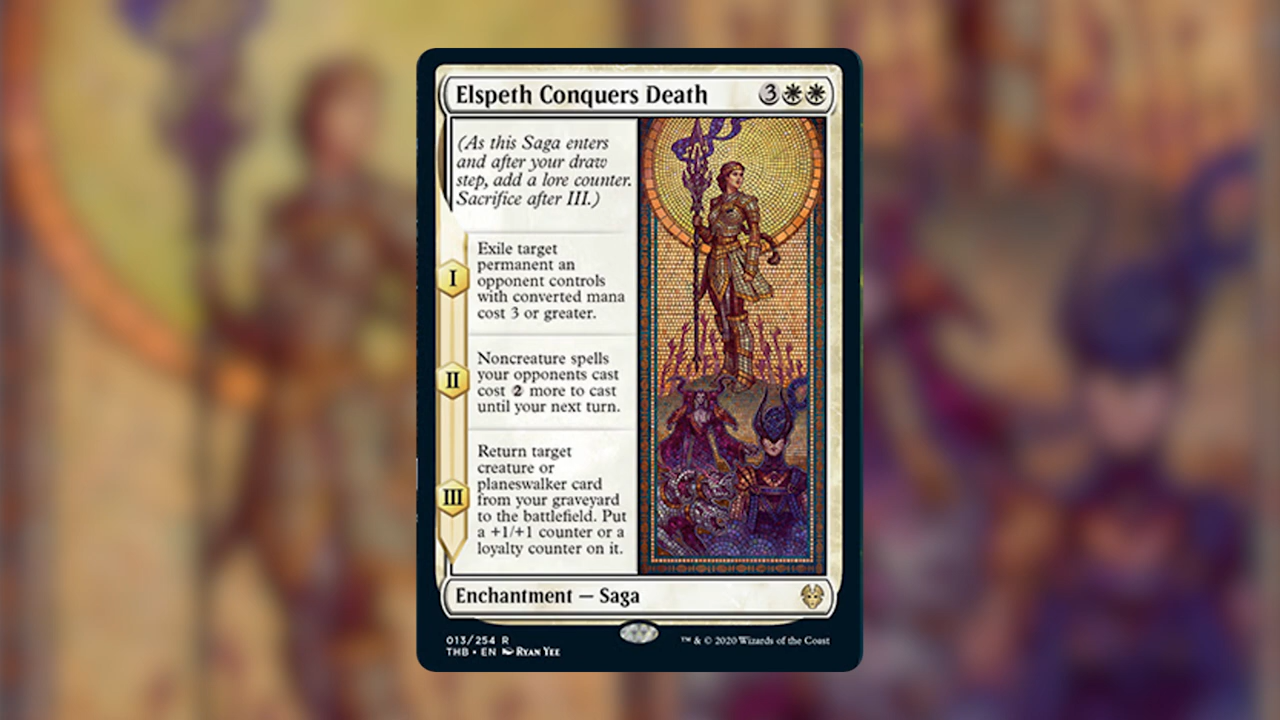 Elspeth Conquers Death 3
(As this Saga enters
and after your draw
step, add a lore counter.
Sacrifice after III.)
I
Exile target
permanent an
opponent controls
with converted mana
cost 3 or greater.
II
Noncreature spells
your opponents cast
cost 2 more to cast
until your next turn.
III
Return target
creature or
planeswalker card
from your graveyard
to the battlefield. Put
a +1/+1 counter or a
loyalty counter on it.
Enchantment — Saga
013/254 R
THB • EN Ryan Yee
™ & © 2020 Wizards of the Coast